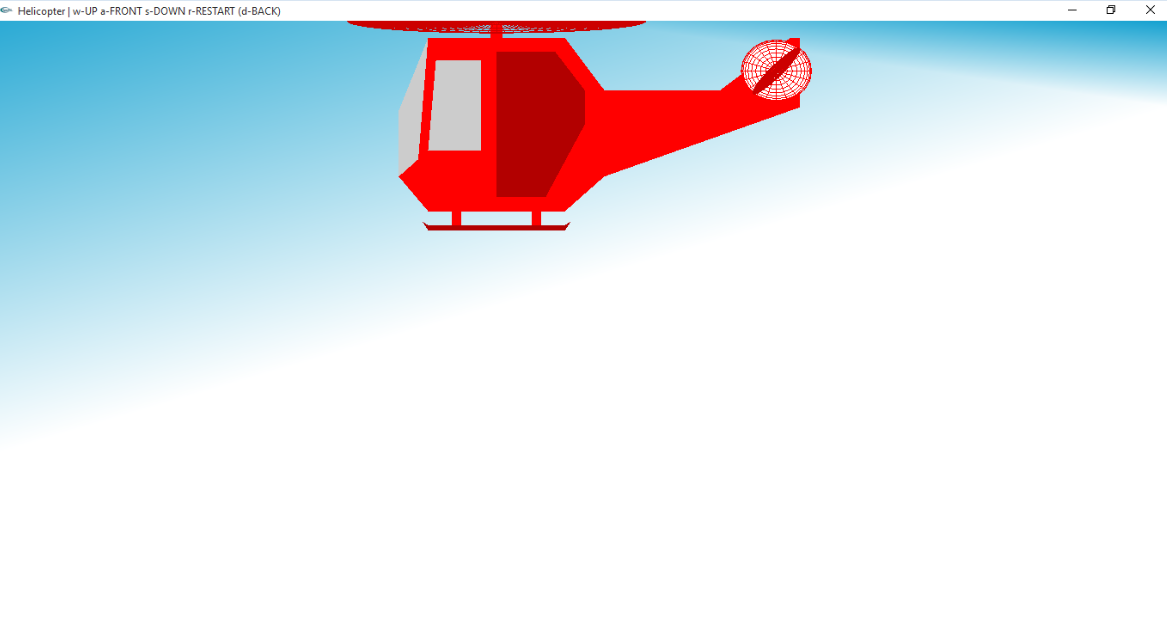 Helicopter | w-UP a-FRONT s-DOWN r-RESTART (d-BACK)